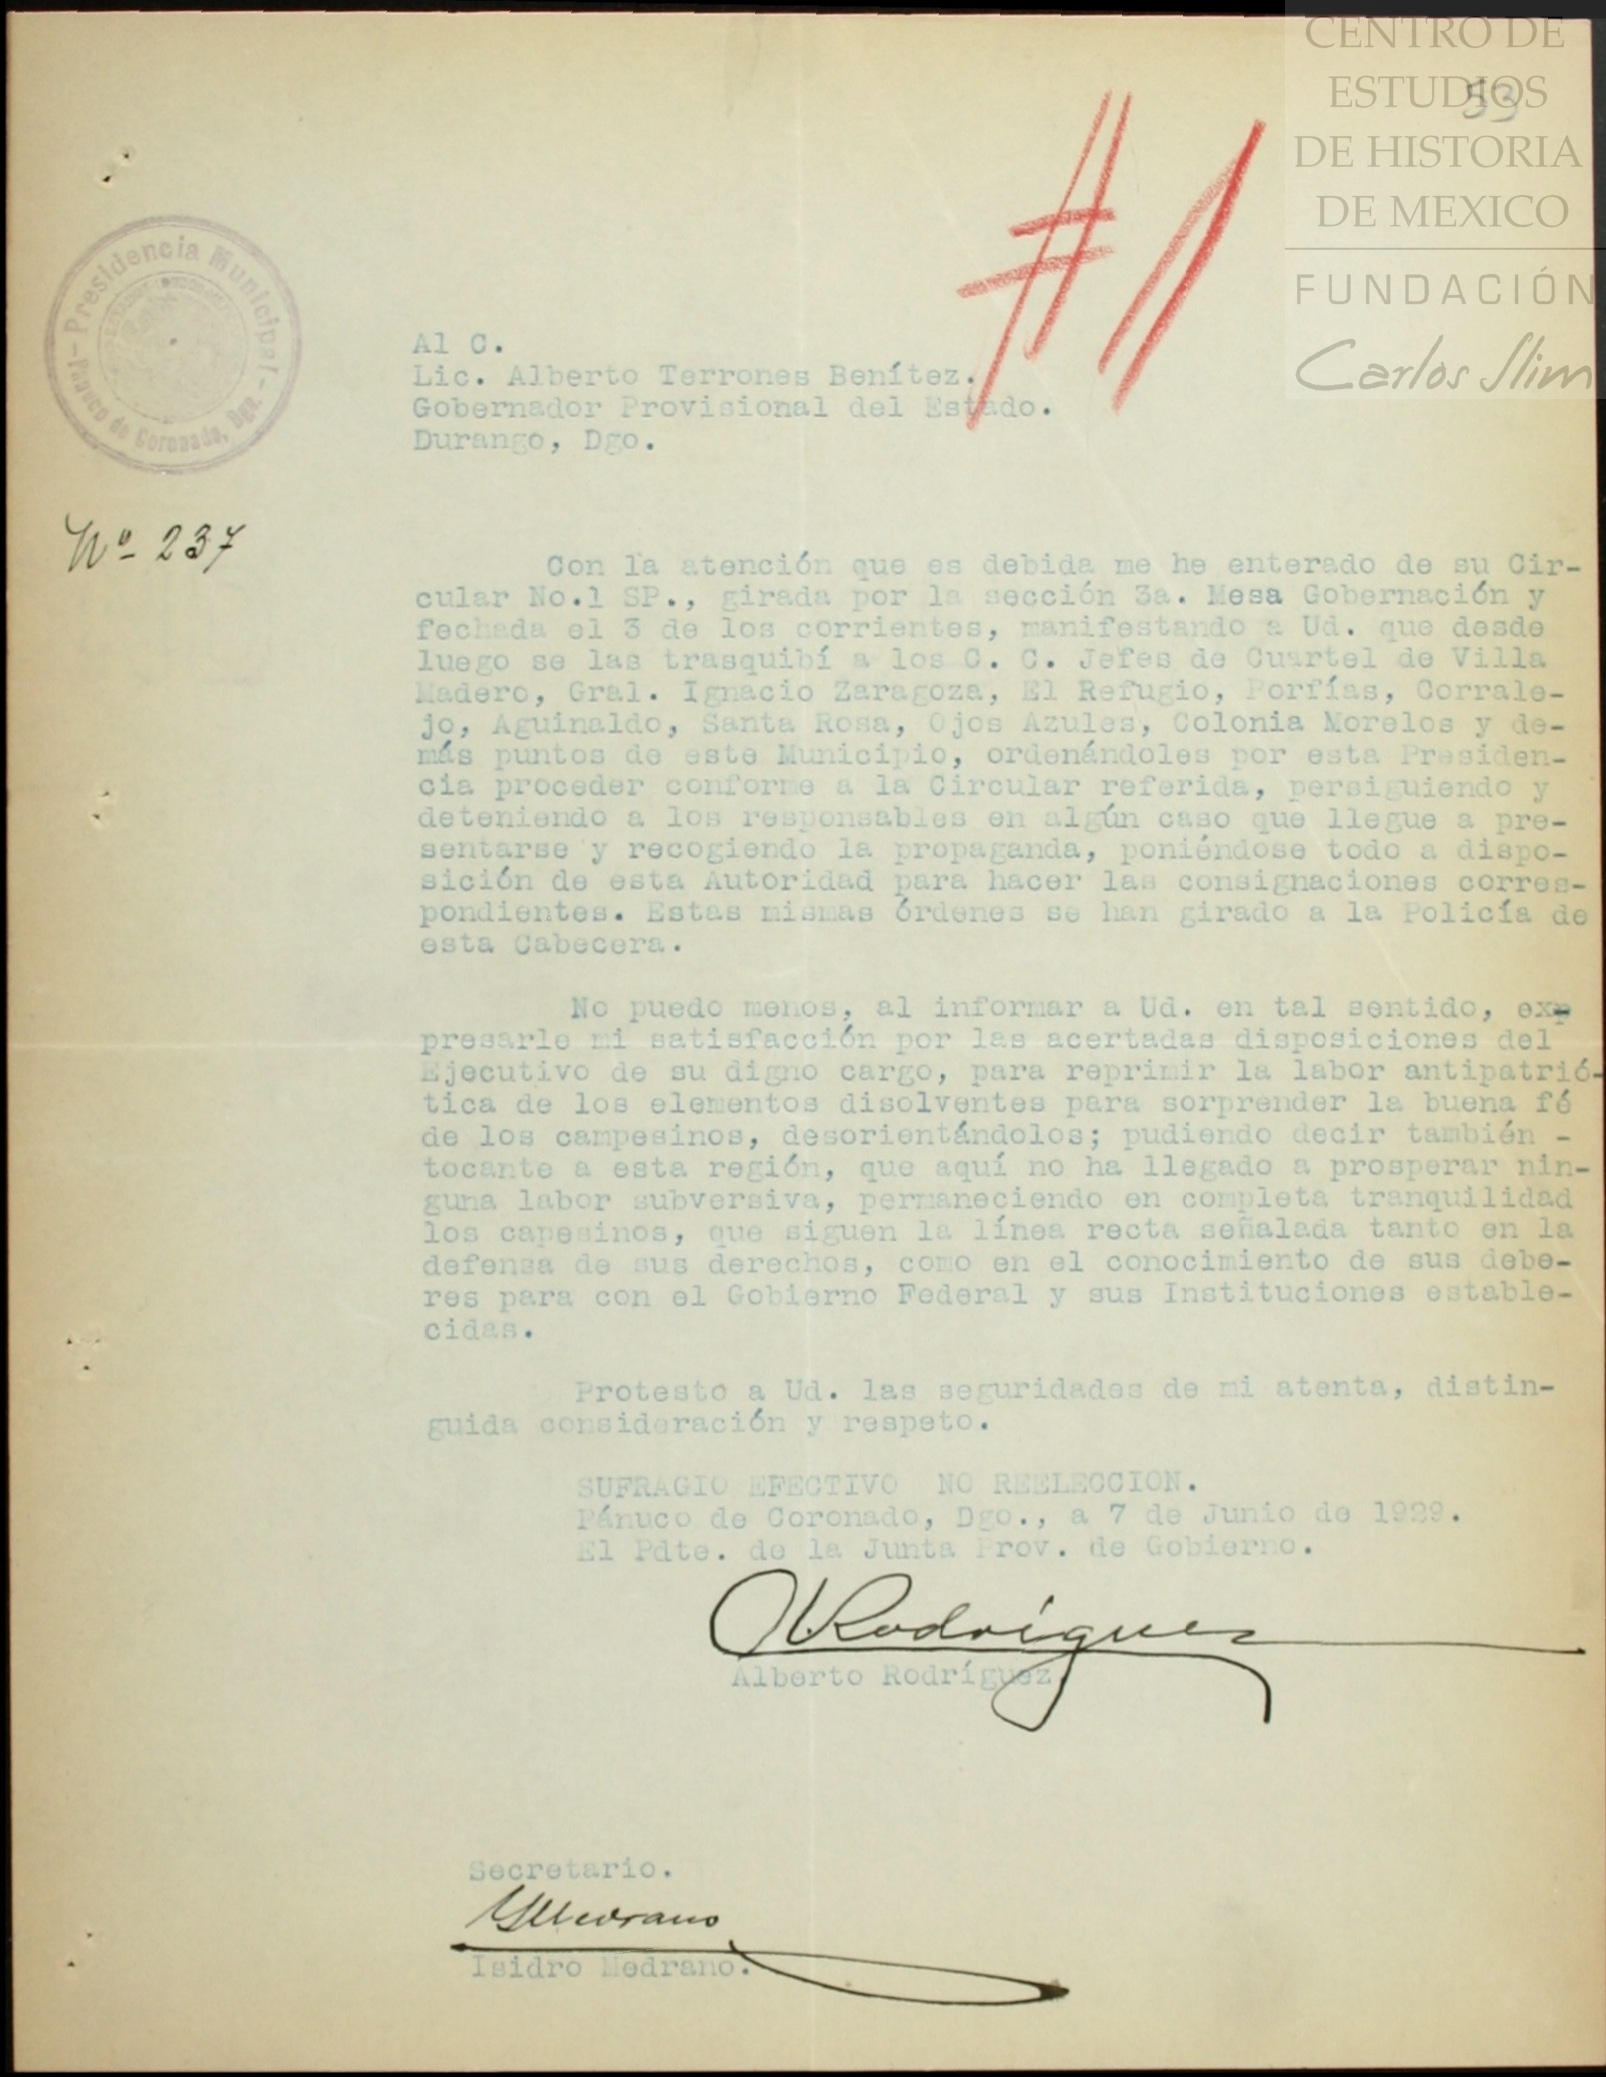 CENTRO DE
ESTUDIOS
DE HISTORIA
DE MEXICO
FUNDACIÓN
Carlos Slim
53
#1
-Presidencia Municipal-
Pánuco de Coronado, Dgo.
Nº 237
Al C.
Lic. Alberto Terrones Benítez.
Gobernador Provisional del Estado.
Durango, Dgo.
Con la atención que es debida me he enterado de su Cir-
cular No.1 SP., girada por la sección 3a. Mesa Gobernación y
fechada el 3 de los corrientes, manifestando a Ud. que desde
luego se las trasquibí a los C. C. Jefes de Cuartel de Villa
Madero, Gral. Ignacio Zaragoza, El Refugio, Porfías, Corrale-
jo, Aguinaldo, Santa Rosa, Ojos Azules, Colonia Morelos y de-
más puntos de este Municipio, ordenándoles por esta Presiden-
cia proceder conforme a la Circular referida, persiguiendo y
deteniendo a los responsables en algún caso que llegue a pre-
sentarse y recogiendo la propaganda, poniéndose todo a dispo-
sición de esta Autoridad para hacer las consignaciones corres-
pondientes. Estas mismas órdenes se han girado a la Policía de
esta Cabecera.
No puedo menos, al informar a Ud. en tal sentido, exp
presarle mi satisfacción por las acertadas disposiciones del
Ejecutivo de su digno cargo, para reprimir la labor antipatrió-
tica de los elementos disolventes para sorprender la buena fé
de los campesinos, desorientándolos; pudiendo decir también -
tocante a esta región, que aquí no ha llegado a prosperar nin-
guna labor subversiva, permaneciendo en completa tranquilidad
los capesinos, que siguen la línea recta señalada tanto en la
defensa de sus derechos, como en el conocimiento de sus debe-
res para con el Gobierno Federal y sus Instituciones estable-
cidas.
Protesto a Ud. las seguridades de mi atenta, distin-
guida consideración y respeto.
SUFRAGIO EFECTIVO NO REELECCION.
Pánuco de Coronado, Dgo., a 7 de Junio de 1929.
El Pdte. de la Junta Prov. de Gobierno.
ARodríguez
Alberto Rodríguez
Secretario.
YMedrano
Isidro Medrano.